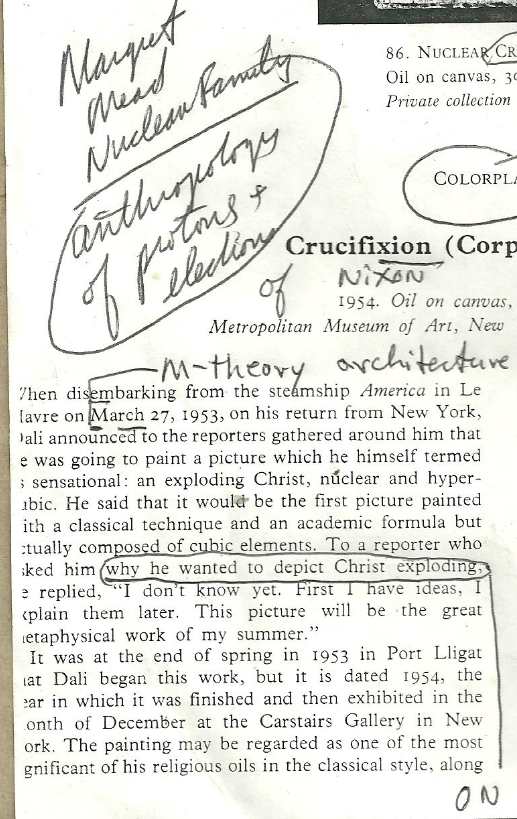 Margret
Mead
Nuclear Family
anthropology
of protons +
elections
86. NUCLEAR CR
Oil on canvas, 30
Private collection
COLORPLA
Crucifixion (Corp
of NIXON
1954. Oil on canvas,
Metropolitan Museum of Art, New
M-theory architecture
When disembarking from the steamship America in Le
Havre on March 27, 1953, on his return from New York,
Dali announced to the reporters gathered around him that
e was going to paint a picture which he himself termed
s sensational: an exploding Christ, nuclear and hyper-
ubic. He said that it would be the first picture painted
ith a classical technique and an academic formula but
ctually composed of cubic elements. To a reporter who
sked him why he wanted to depict Christ exploding,
e replied, “I don't know yet. First I have ideas, I
xplain them later. This picture will be the great
etaphysical work of my summer.”
It was at the end of spring in 1953 in Port Lligat
at Dali began this work, but it is dated 1954, the
ear in which it was finished and then exhibited in the
onth of December at the Carstairs Gallery in New
ork. The painting may be regarded as one of the most
gnificant of his religious oils in the classical style, along
ON